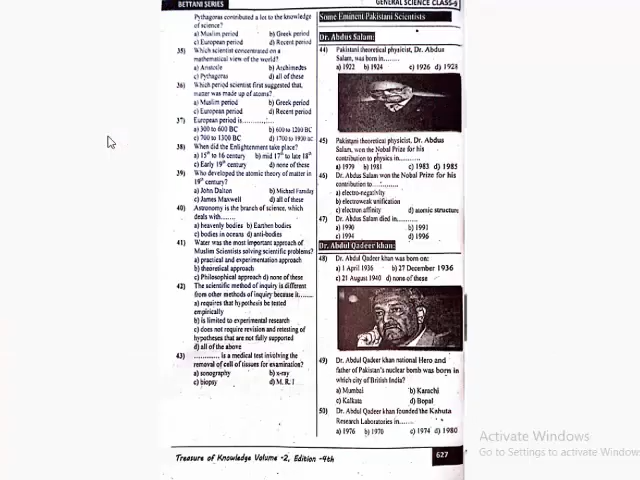 BETTANI SERIES
GENERAL SCIENCE CLASS-9
Pythagoras contributed a lot to the knowledge
of science?
a) Muslim period b) Greek period
c) European period d) Recent period
35) Which scientist concentrated on a
mathematical view of the world?
a) Aristotle b) Archimedes
c) Pythagoras d) all of these
36) Which period scientist first suggested that,
matter was made up of atoms?
a) Muslim period b) Greek period
c) European period d) Recent period
37) European period is
a) 300 to 600 BC b) 600 to 1200 BC
c) 700 to 1300 BC d) 1700 to 1900 BC
38) When did the Enlightenment take place?
a) 15th to 16 century b) mid 17th to late 18th
c) Early 19th century d) none of these
39) Who developed the atomic theory of matter in
19th century?
a) John Dalton b) Michael Faraday
c) James Maxwell d) all of these
40) Astronomy is the branch of science, which
deals with.......
a) heavenly bodies b) Earthen bodies
c) bodies in oceans d) anti-bodies
41) Water was the most important approach of
Muslim Scientists solving scientific problems?
a) practical and experimentation approach
b) theoretical approach
c) Philosophical approach d) none of these
42) The scientific method of inquiry is different
from other methods of inquiry because it.......
a) requires that hypothesis be tested
empirically
b) is limited to experimental research
c) does not require revision and retesting of
hypotheses that are not fully supported
d) all of the above
43) ............, is a medical test involving the
removal of cell of tissues for examination?
a) sonography b) x-ray
c) biopsy d) M. R. I
Some Eminent Pakistani Scientists
Dr. Abdus Salam:
44) Pakistani theoretical physicist, Dr. Abdus
Salam, was born in.......
a) 1922 b) 1924 c) 1926 d) 1928
45) Pakistani theoretical physicist, Dr. Abdus
Salam, won the Nobal Prize for his
contribution to physics in...........
a) 1979 b) 1981 c) 1983 d) 1985
46) Dr. Abdus Salam won the Nobal Prize for his
contribution to
a) electro-negativity
b) electroweak unification
c) electron affinity d) atomic structure
47) Dr. Abdus Salam died in.........
a) 1990 b) 1991
c) 1994 d) 1996
Dr. Abdul Qadeer khan:
48) Dr. Abdul Qadeer khan was born on:
a) 1 April 1936 b) 27 December 1936
c) 21 August 1940 d) none of these
49) Dr. Abdul Qadeer khan national Hero and
father of Pakistan's nuclear bomb was born in
which city of British India?
a) Mumbai b) Karachi
c) Kalkata d) Bopal
50) Dr. Abdul Qadeer khan founded the Kahuta
Research Laboratories in......
a) 1976 b) 1970 c) 1974 d) 1980
Treasure of Knowledge Volume -2, Edition -4th
627
Activate Windows
Go to Settings to activate Windows